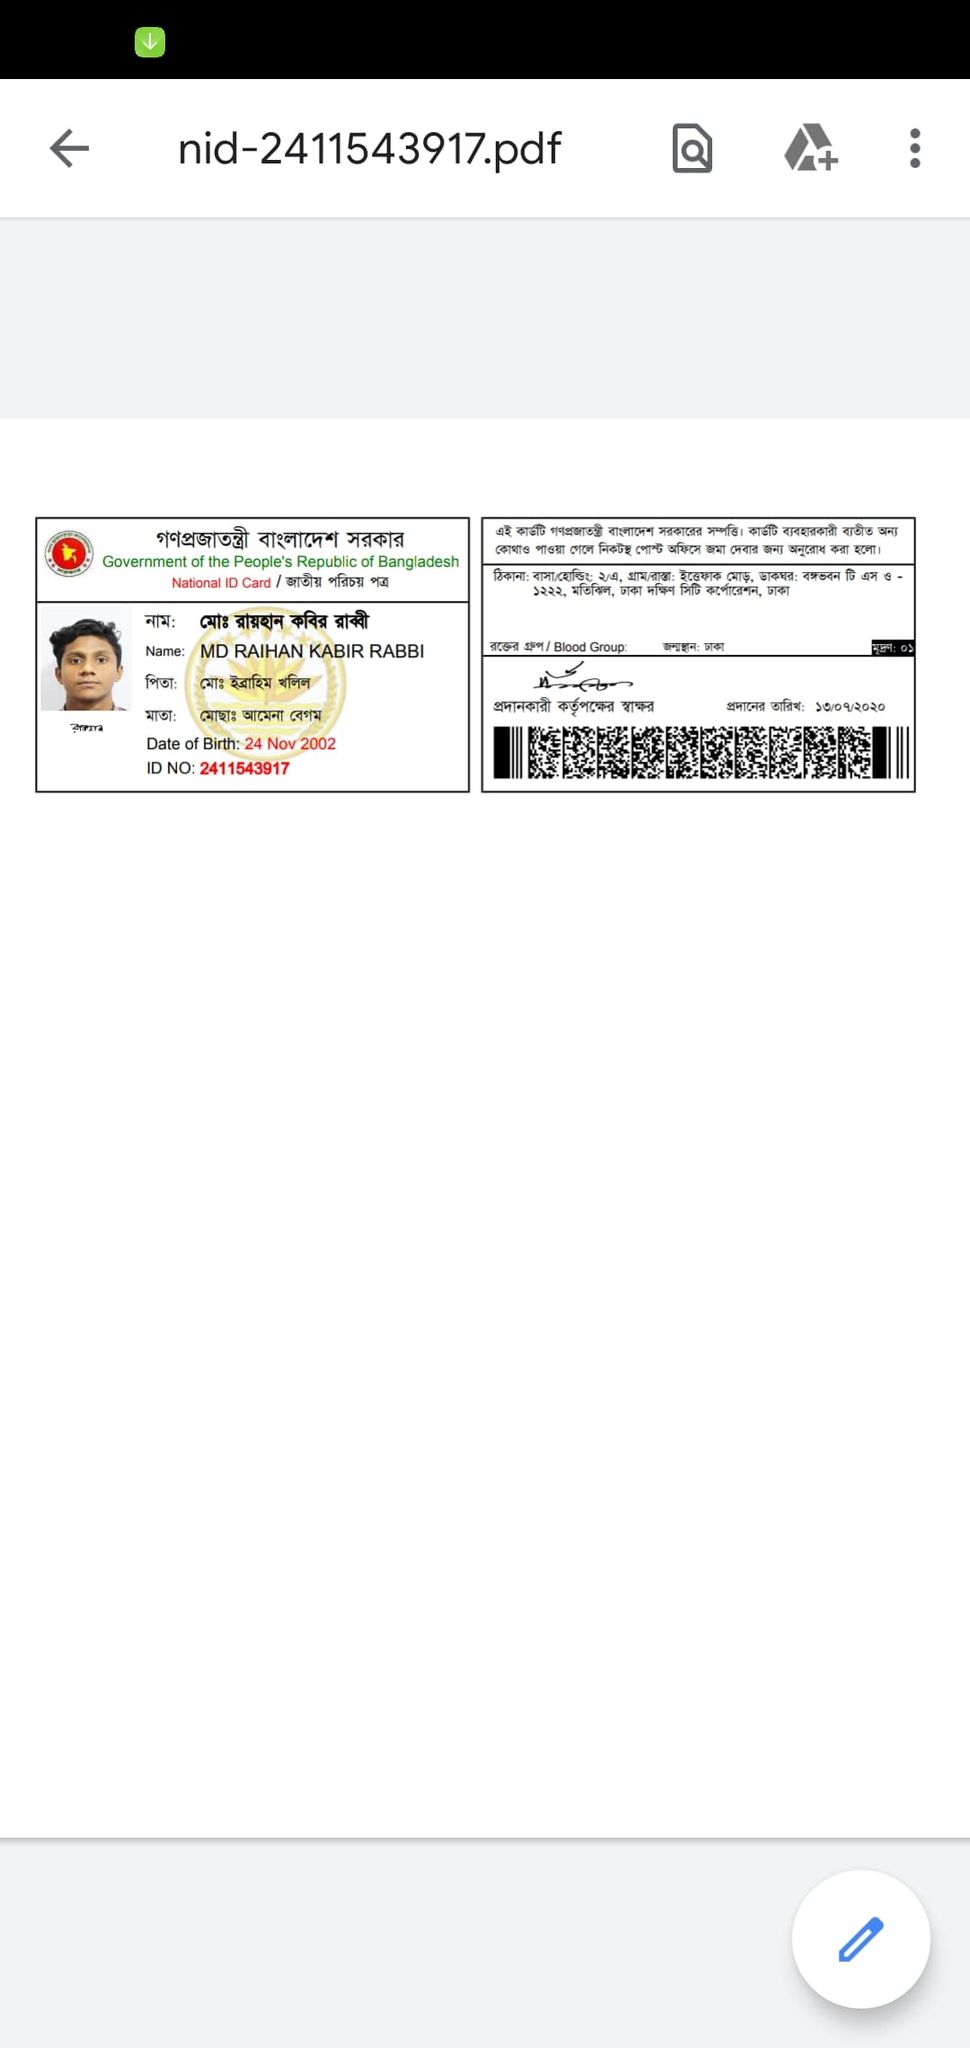 nid-2411543917.pdf
গণপ্রজাতন্ত্রী বাংলাদেশ সরকার
Government of the People's Republic of Bangladesh
National ID Card / জাতীয় পরিচয় পত্র
নাম: মোঃ রায়হান কবির রাব্বী
Name: MD RAIHAN KABIR RABBI
পিতা: মোঃ ইব্রাহিম খলিল
মাতা: মোছাঃ আমেনা বেগম
Date of Birth: 24 Nov 2002
ID NO: 2411543917
এই কার্ডটি গণপ্রজাতন্ত্রী বাংলাদেশ সরকারের সম্পত্তি। কার্ডটি ব্যবহারকারী ব্যতীত অন্য
কোথাও পাওয়া গেলে নিকটস্থ পোস্ট অফিসে জমা দেবার জন্য অনুরোধ করা হলো।
ঠিকানা: বাসা/হোল্ডিং: ২/এ, গ্রাম/রাস্তা: ইত্তেফাক মোড়, ডাকঘর: বঙ্গভবন টি এস ও -
১২২২, মতিঝিল, ঢাকা দক্ষিণ সিটি কর্পোরেশন, ঢাকা
রক্তের গ্রুপ / Blood Group: জন্মস্থান: ঢাকা মূদ্রণ: ০১
প্রদানকারী কর্তৃপক্ষের স্বাক্ষর প্রদানের তারিখ: ১৩/০৭/২০২০